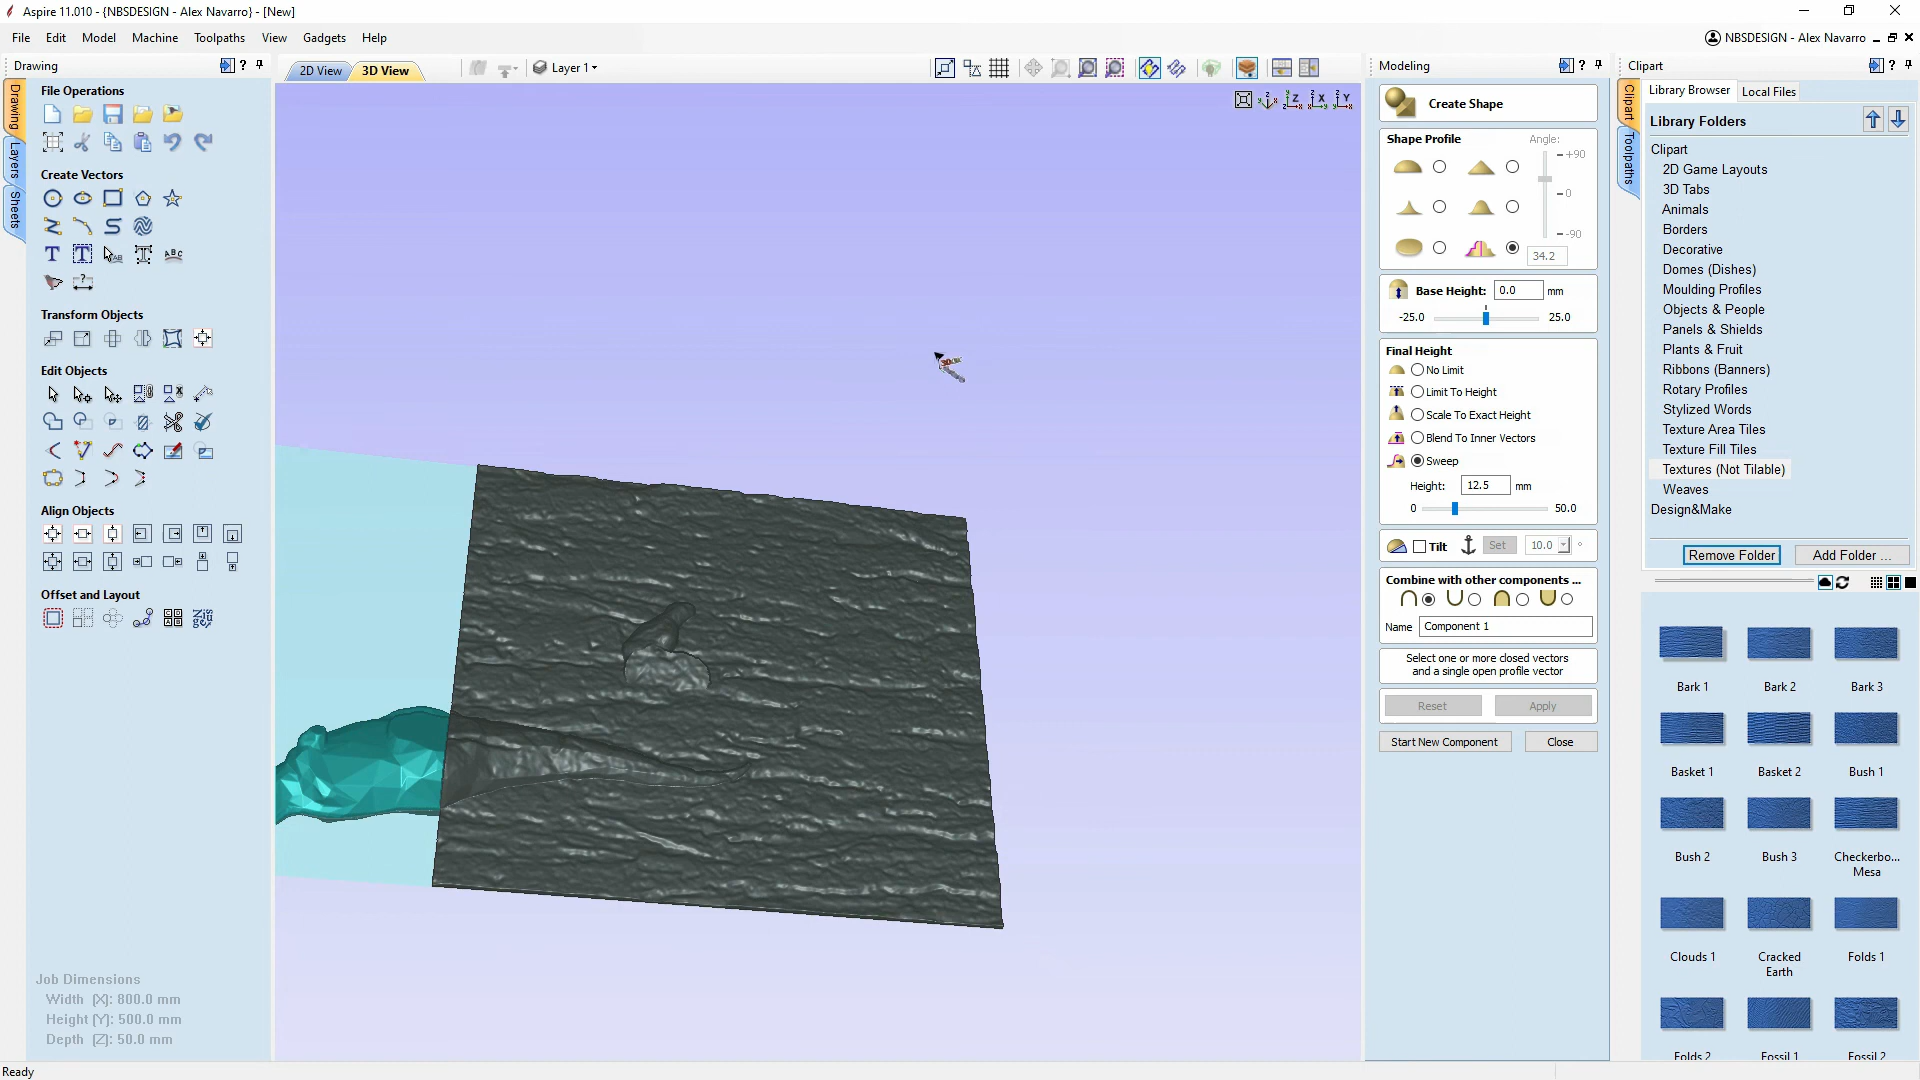 Aspire 11.010 - {NBSDESIGN - Alex Navarro} - [New]
File Edit Model Machine Toolpaths View Gadgets Help
NBSDESIGN - Alex Navarro
Drawing
2D View
3D View
Layer 1
Modeling
Clipart
Drawing
Layers
Sheets
File Operations
Create Vectors
Transform Objects
Edit Objects
Align Objects
Offset and Layout
Job Dimensions
Width (X): 800.0 mm
Height (Y): 500.0 mm
Depth (Z): 50.0 mm
Ready
Create Shape
Shape Profile
Angle:
+90
0
-90
34.2
Base Height: 0.0 mm
-25.0 25.0
Final Height
No Limit
Limit To Height
Scale To Exact Height
Blend To Inner Vectors
Sweep
Height: 12.5 mm
0 50.0
Tilt Set 10.0 °
Combine with other components ...
Name Component 1
Select one or more closed vectors
and a single open profile vector
Reset Apply
Start New Component Close
Clipart
Toolpaths
Library Browser Local Files
Library Folders
Clipart
2D Game Layouts
3D Tabs
Animals
Borders
Decorative
Domes (Dishes)
Moulding Profiles
Objects & People
Panels & Shields
Plants & Fruit
Ribbons (Banners)
Rotary Profiles
Stylized Words
Texture Area Tiles
Texture Fill Tiles
Textures (Not Tilable)
Weaves
Design&Make
Remove Folder Add Folder ...
Bark 1 Bark 2 Bark 3
Basket 1 Basket 2 Bush 1
Bush 2 Bush 3 Checkerbo...
Mesa
Clouds 1 Cracked Folds 1
Earth
Folds 2 Fossil 1 Fossil 2